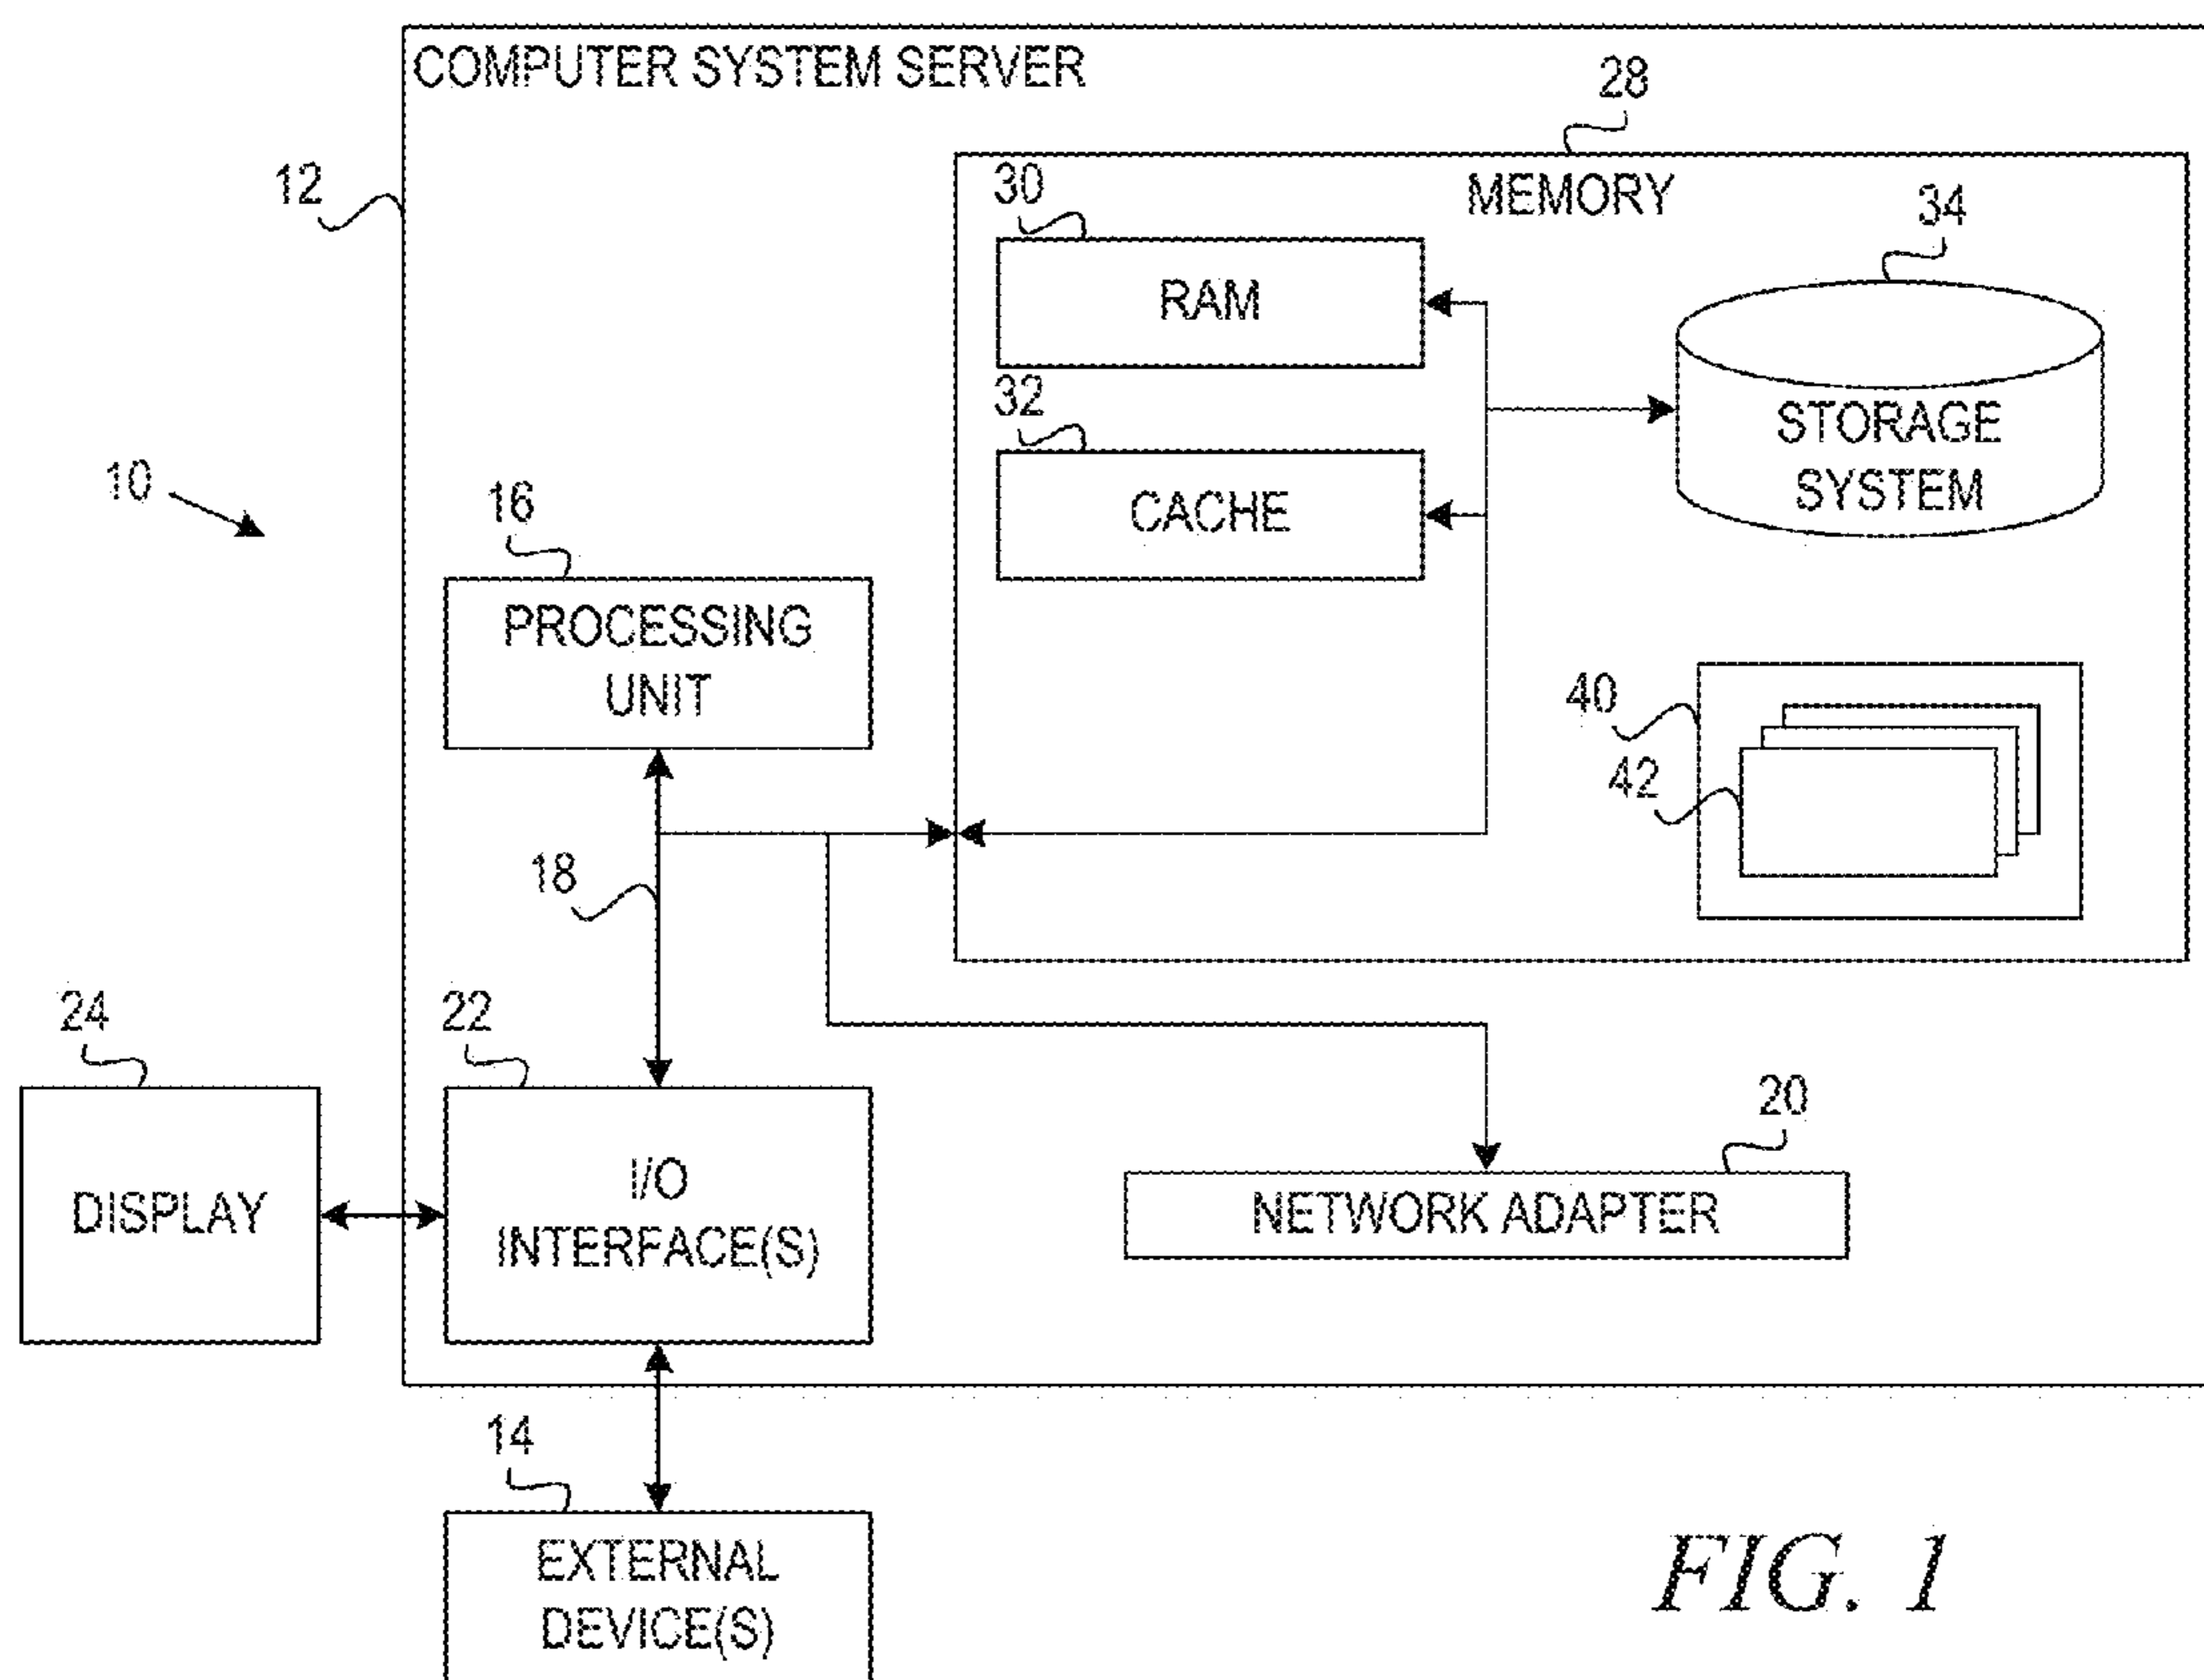 COMPUTER SYSTEM SERVER
28
12
30
MEMORY
34
RAM
32
STORAGE
SYSTEM
10
16
CACHE
PROCESSING
UNIT
40
42
18
24
22
20
DISPLAY
I/O
INTERFACE(S)
NETWORK ADAPTER
14
EXTERNAL
DEVICE(S)
FIG. 1